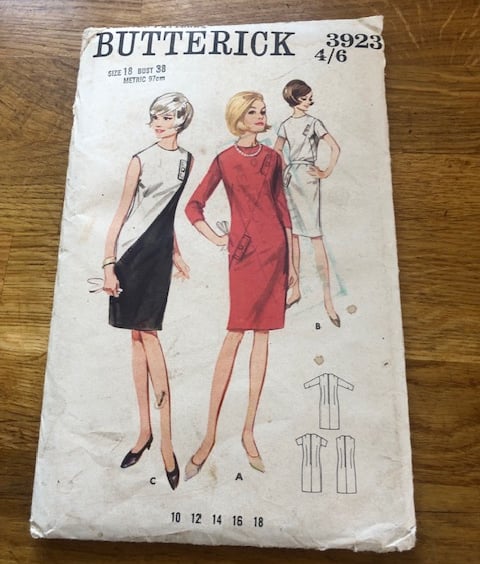 BUTTERICK 3923
4/6
SIZE 18 BUST 38
METRIC 97cm
B
C A
10 12 14 16 18